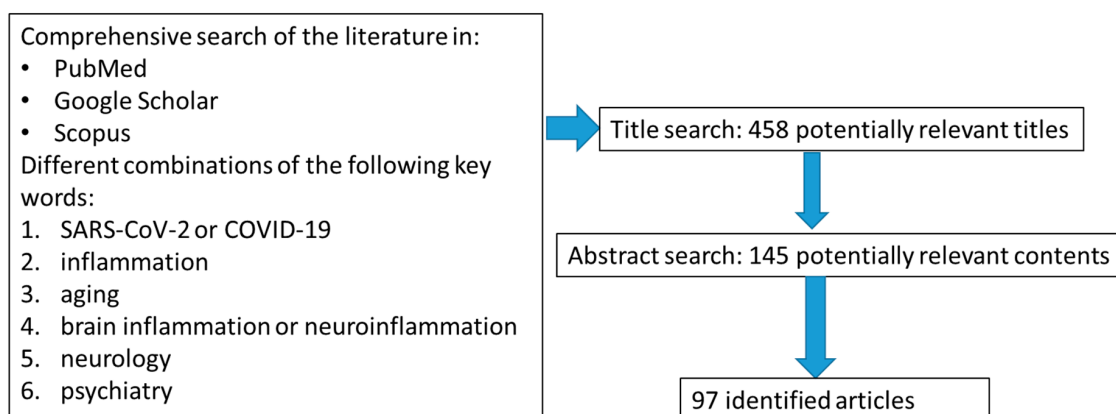 Comprehensive search of the literature in:
• PubMed
• Google Scholar
• Scopus
Different combinations of the following key
words:
1. SARS-CoV-2 or COVID-19
2. inflammation
3. aging
4. brain inflammation or neuroinflammation
5. neurology
6. psychiatry
Title search: 458 potentially relevant titles
Abstract search: 145 potentially relevant contents
97 identified articles